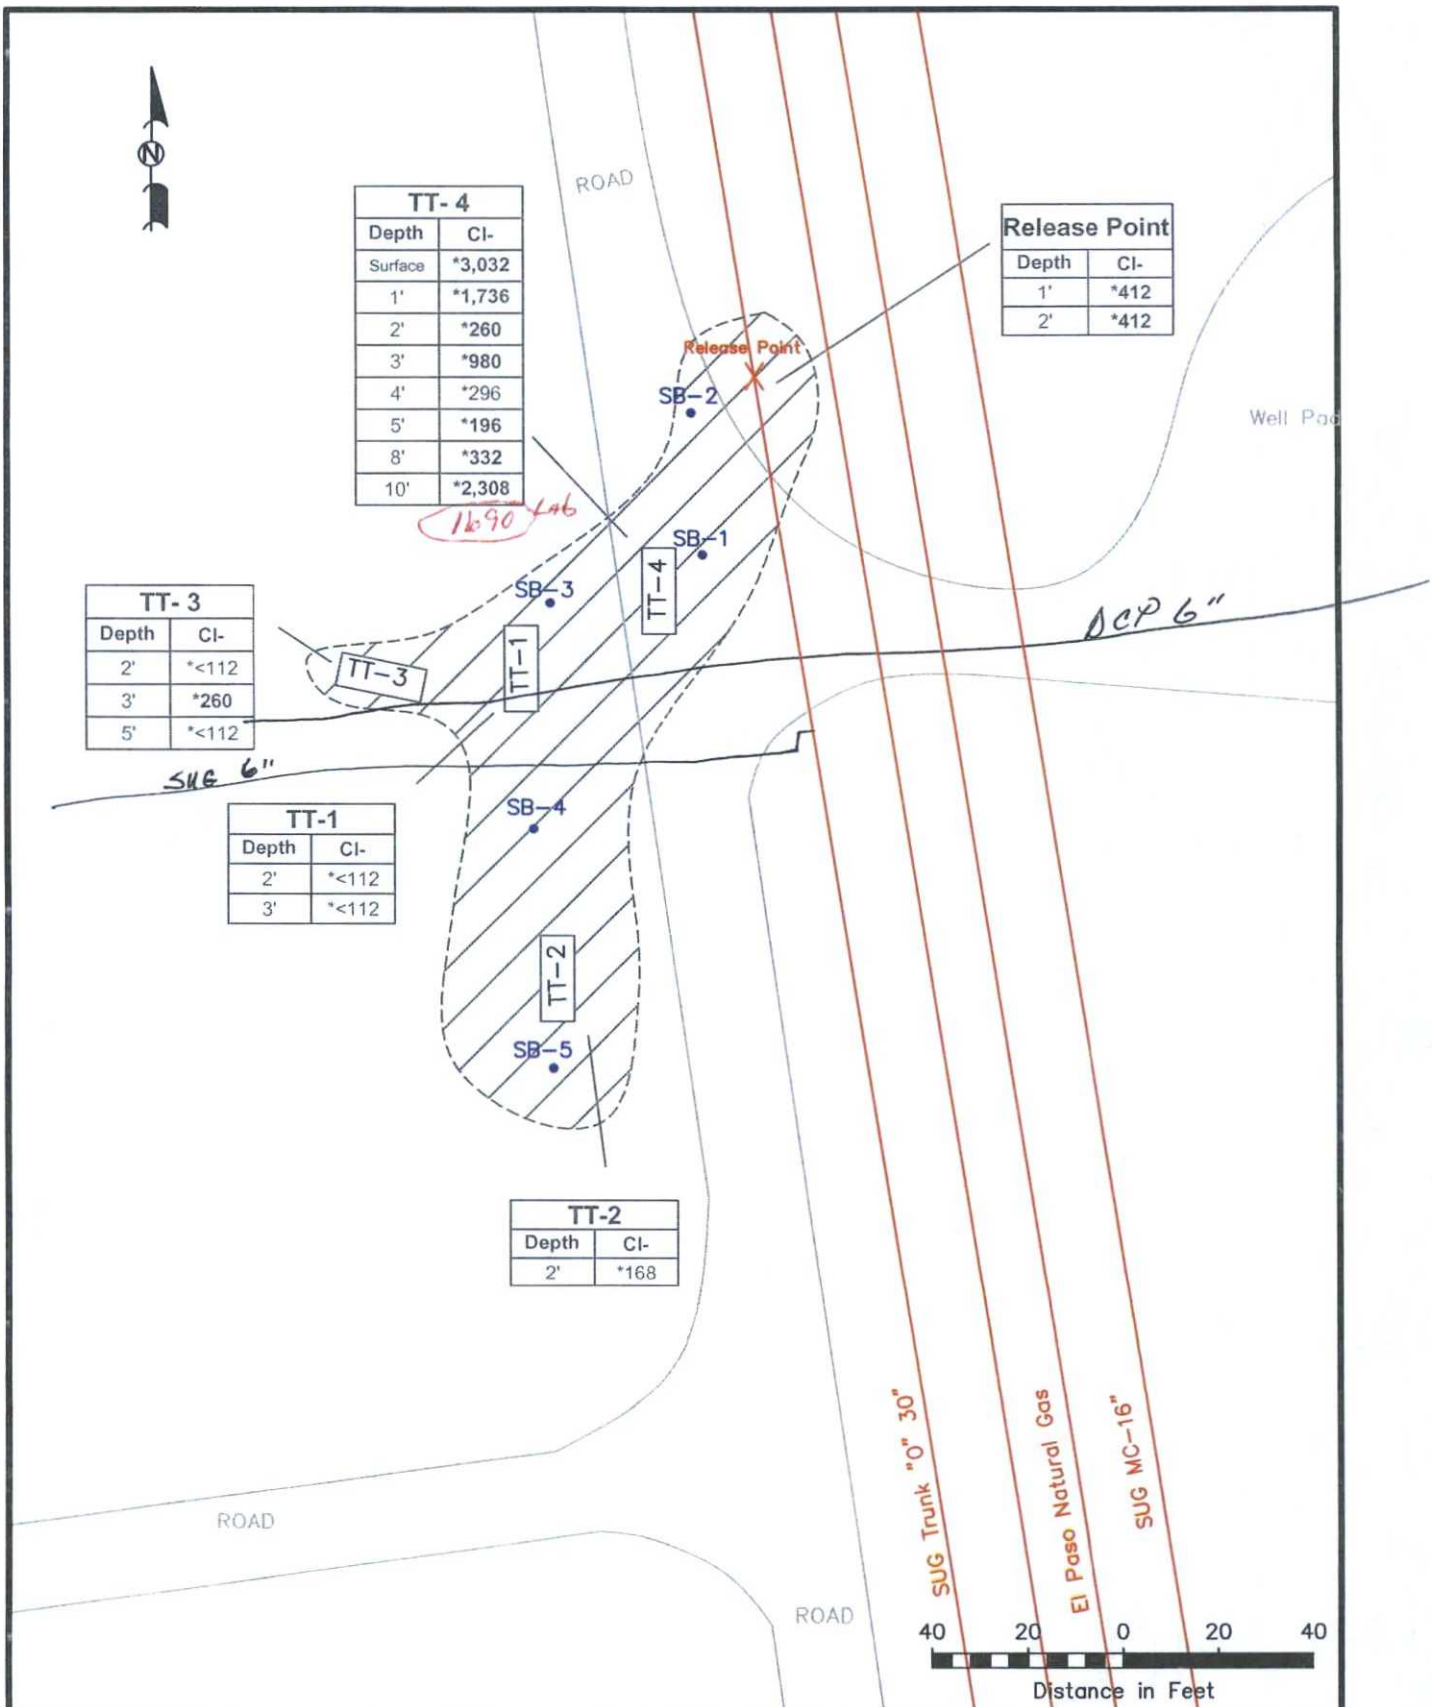 N
ROAD
TT- 4
Depth Cl-
Surface *3,032
1' *1,736
2' *260
3' *980
4' *296
5' *196
8' *332
10' *2,308
1690 LAB
Release Point
Depth Cl-
1' *412
2' *412
Release Point
SB-2
Well Pad
SB-1
TT-4
SB-3
TT-1
TT-3
DCP 6"
TT- 3
Depth Cl-
2' *<112
3' *260
5' *<112
SUG 6"
SB-4
TT-1
Depth Cl-
2' *<112
3' *<112
TT-2
SB-5
TT-2
Depth Cl-
2' *168
SUG Trunk "O" 30"
El Paso Natural Gas
SUG MC-16"
ROAD
ROAD
40 20 0 20 40
Distance in Feet